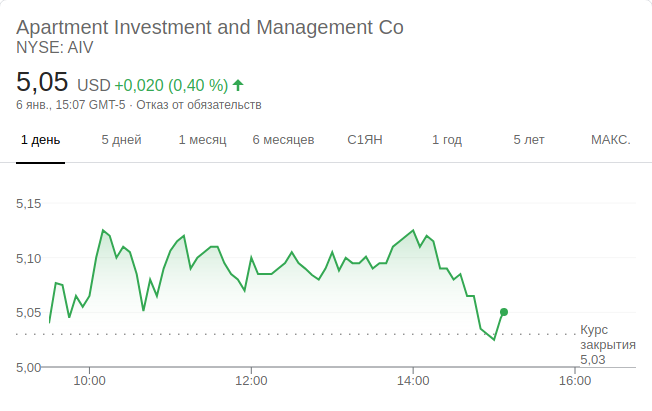 Apartment Investment and Management Co
NYSE: AIV
5,05 USD +0,020 (0,40 %)
6 янв., 15:07 GMT-5 · Отказ от обязательств
1 день 5 дней 1 месяц 6 месяцев С1ЯН 1 год 5 лет МАКС.
5,15
5,10
5,05
Курс
закрытия
5,03
5,00
10:00 12:00 14:00 16:00